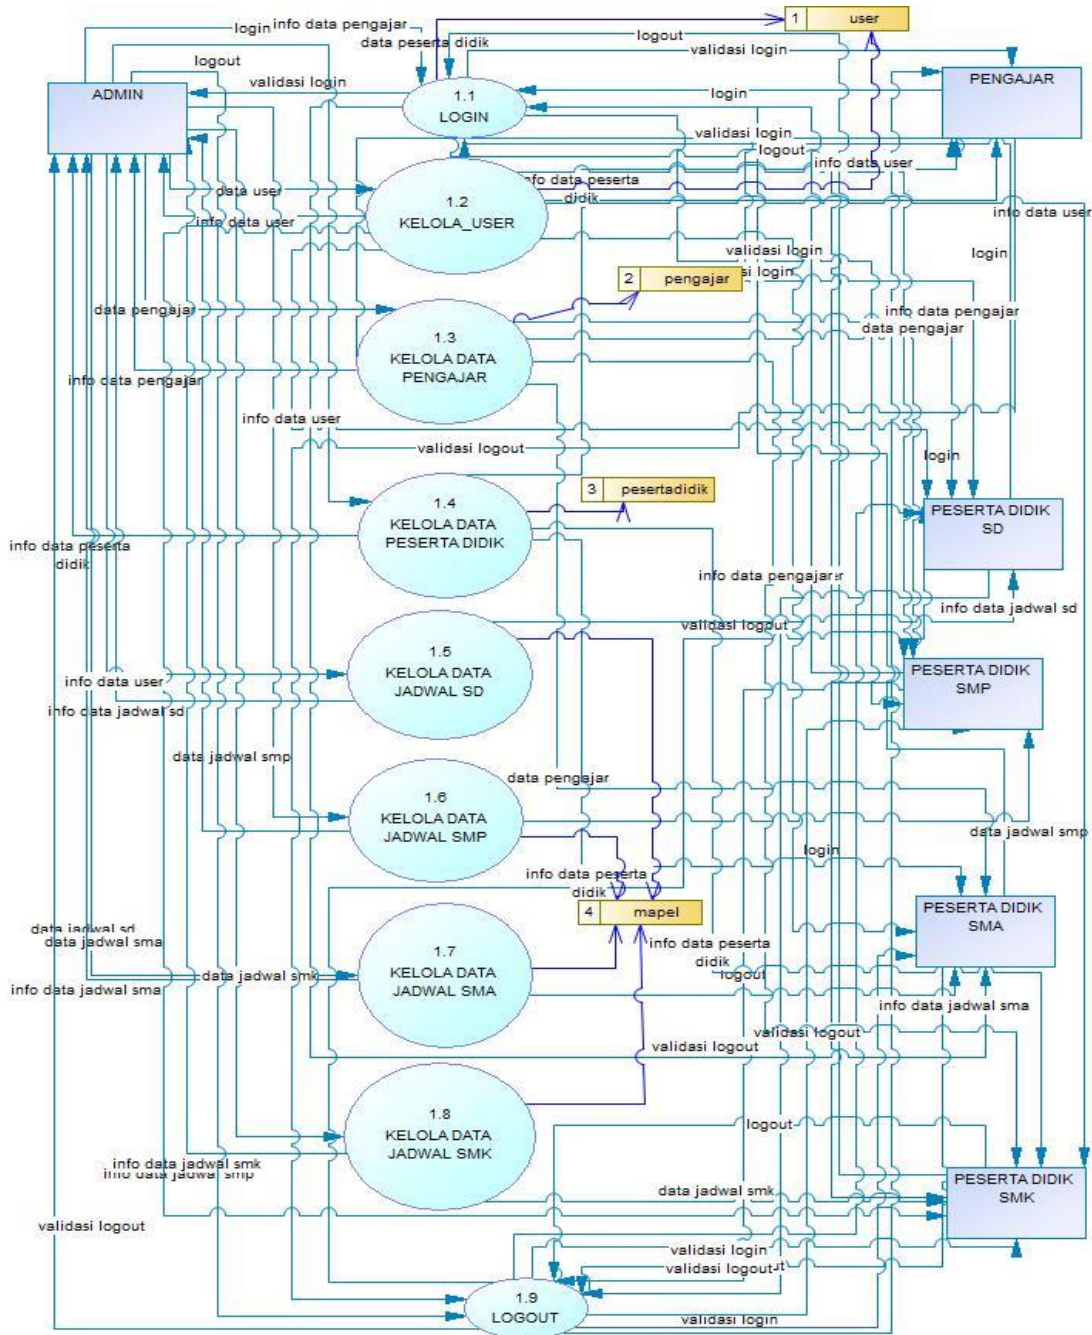 login
info data pengajar
data peserta didik
logout
1 user
logout
validasi login
validasi login
ADMIN
PENGAJAR
1.1
LOGIN
login
validasi login
logout
info user
info data peserta
didik
data user
1.2
KELOLA_USER
info data user
info data user
validasi login
login
si login
2 pengajar
data pengajar
info data pengajar
data pengajar
1.3
KELOLA DATA
PENGAJAR
info data pengajar
info data user
validasi logout
login
1.4
KELOLA DATA
PESERTA DIDIK
3 pesertadidik
PESERTA DIDIK
SD
info data peserta
didik
info data pengajar
info data jadwal sd
validasi logout
1.5
KELOLA DATA
JADWAL SD
info data user
info data jadwal sd
PESERTA DIDIK
SMP
data jadwal smp
data pengajar
1.6
KELOLA DATA
JADWAL SMP
data jadwal smp
login
info data peserta
didik
4 mapel
PESERTA DIDIK
SMA
data jadwal sd
data jadwal sma
info data peserta
didik
1.7
KELOLA DATA
JADWAL SMA
data jadwal smk
logout
info data jadwal sma
info data jadwal sma
validasi logout
validasi logout
1.8
KELOLA DATA
JADWAL SMK
logout
info data jadwal smk
info data jadwal smp
data jadwal smk
PESERTA DIDIK
SMK
validasi logout
validasi login
validasi logout
1.9
LOGOUT
validasi login